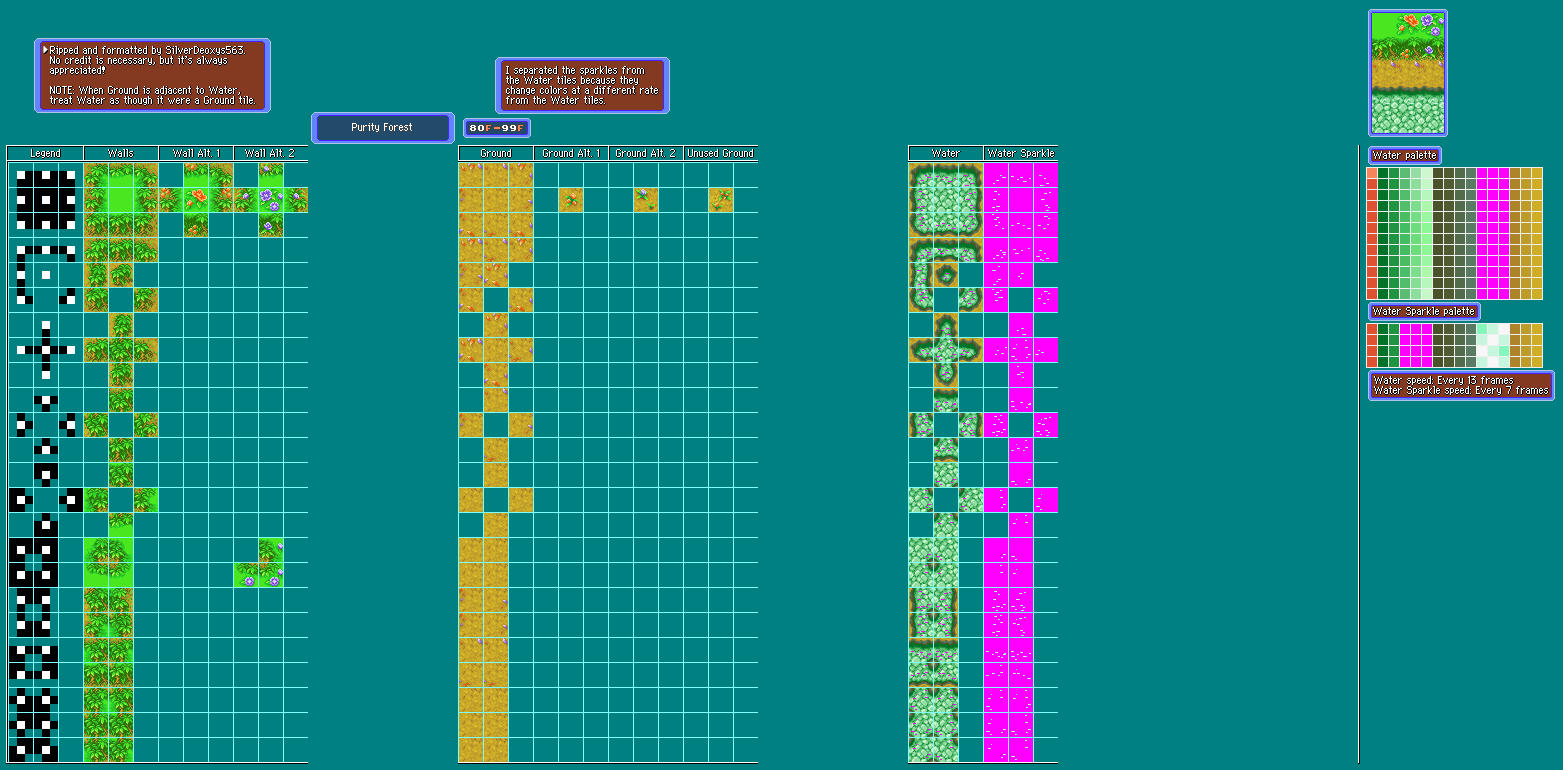 Ripped and formatted by SilverDeoxys563.
No credit is necessary, but it's always
appreciated!
NOTE: When Ground is adjacent to Water,
treat Water as though it were a Ground tile.
I separated the sparkles from
the Water tiles because they
change colors at a different rate
from the Water tiles.
Purity Forest
80F-99F
Legend
Walls
Wall Alt. 1
Wall Alt. 2
Ground
Ground Alt. 1
Ground Alt. 2
Unused Ground
Water
Water Sparkle
Water palette
Water Sparkle palette
Water speed: Every 13 frames
Water Sparkle speed: Every 7 frames